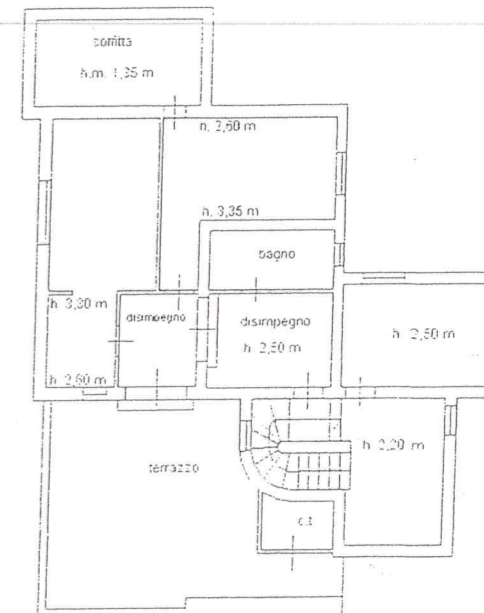 soffitta
h.m. 1,35 m
h. 2,60 m
h. 3,35 m
bagno
h. 3,30 m
disimpegno
disimpegno
h. 2,50 m
h. 2,50 m
h. 2,60 m
terrazzo
h. 2,20 m
c.t.